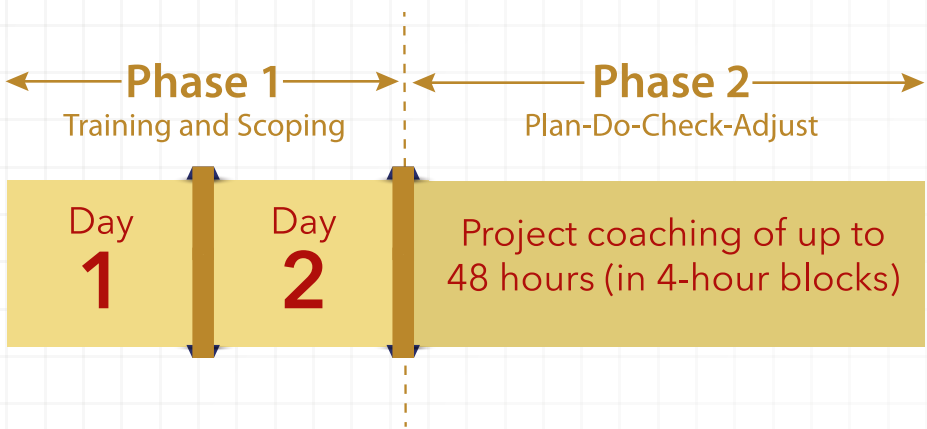 Phase 1
Training and Scoping
Phase 2
Plan-Do-Check-Adjust
Day
1
Day
2
Project coaching of up to
48 hours (in 4-hour blocks)